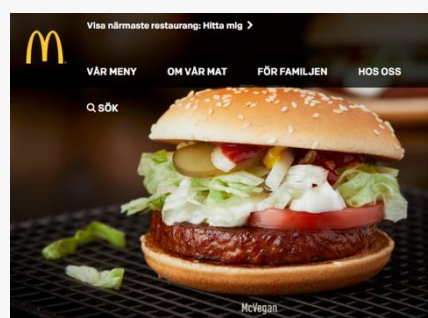 Visa närmaste restaurang: Hitta mig >
VÅR MENY OM VÅR MAT FÖR FAMILJEN HOS OSS
SÖK
McVegan